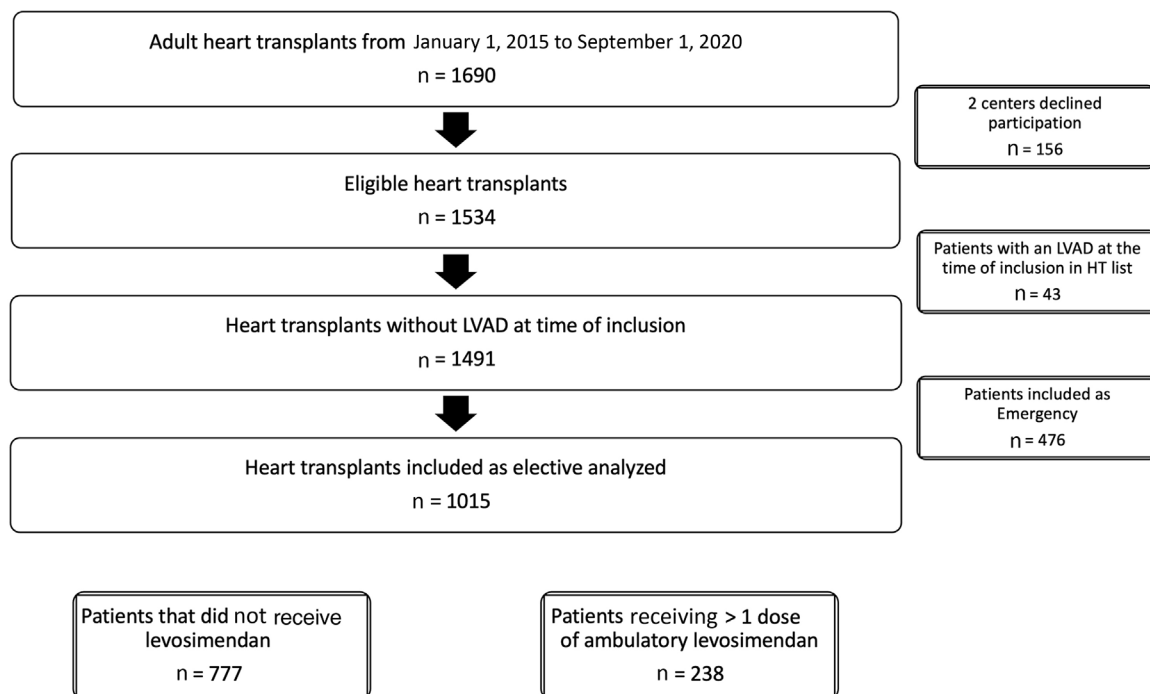 Adult heart transplants from January 1, 2015 to September 1, 2020
n = 1690
2 centers declined
participation
n = 156
Eligible heart transplants
n = 1534
Patients with an LVAD at the
time of inclusion in HT list
n = 43
Heart transplants without LVAD at time of inclusion
n = 1491
Patients included as
Emergency
n = 476
Heart transplants included as elective analyzed
n = 1015
Patients that did not receive
levosimendan
n = 777
Patients receiving > 1 dose
of ambulatory levosimendan
n = 238